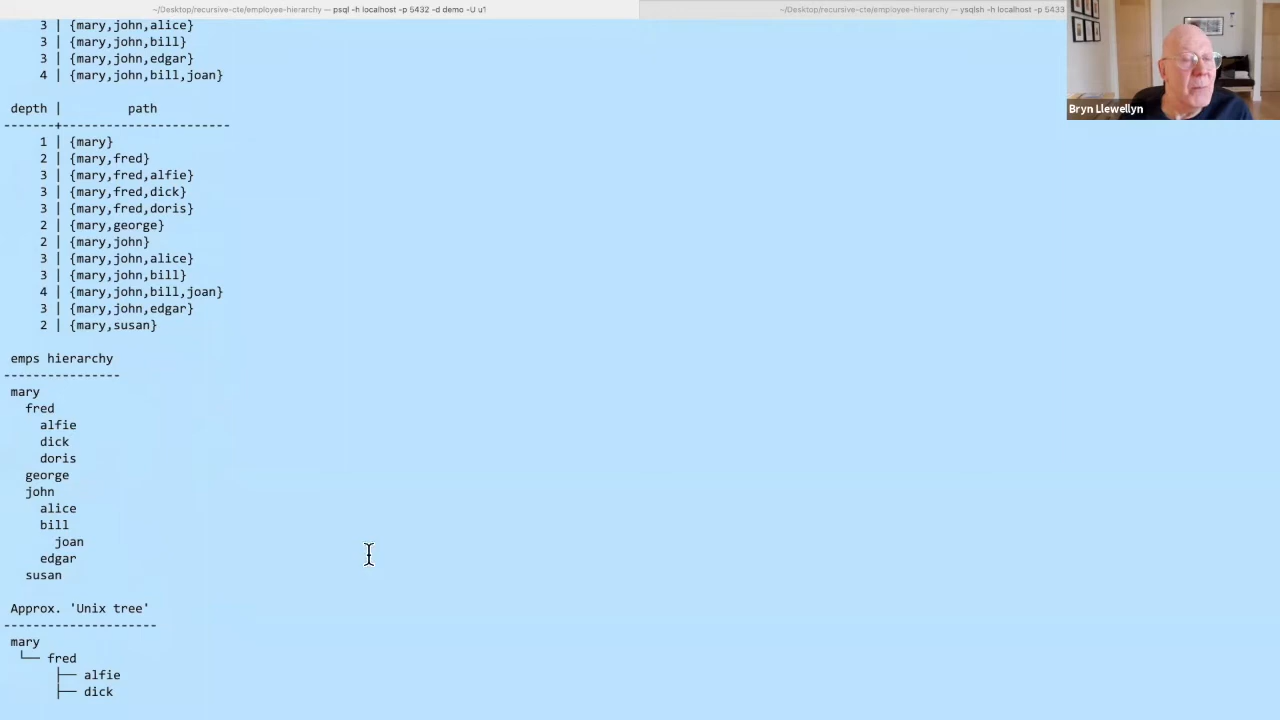 ~/Desktop/recursive-cte/employee-hierarchy — psql -h localhost -p 5432 -d demo -U u1
~/Desktop/recursive-cte/employee-hierarchy — ysqlsh -h localhost -p 5433
Bryn Llewellyn
3 | {mary,john,alice}
3 | {mary,john,bill}
3 | {mary,john,edgar}
4 | {mary,john,bill,joan}
depth | path
-------+-----------------------
1 | {mary}
2 | {mary,fred}
3 | {mary,fred,alfie}
3 | {mary,fred,dick}
3 | {mary,fred,doris}
2 | {mary,george}
2 | {mary,john}
3 | {mary,john,alice}
3 | {mary,john,bill}
4 | {mary,john,bill,joan}
3 | {mary,john,edgar}
2 | {mary,susan}
emps hierarchy
----------------
mary
fred
alfie
dick
doris
george
john
alice
bill
joan
edgar
susan
Approx. 'Unix tree'
---------------------
mary
└── fred
├── alfie
├── dick